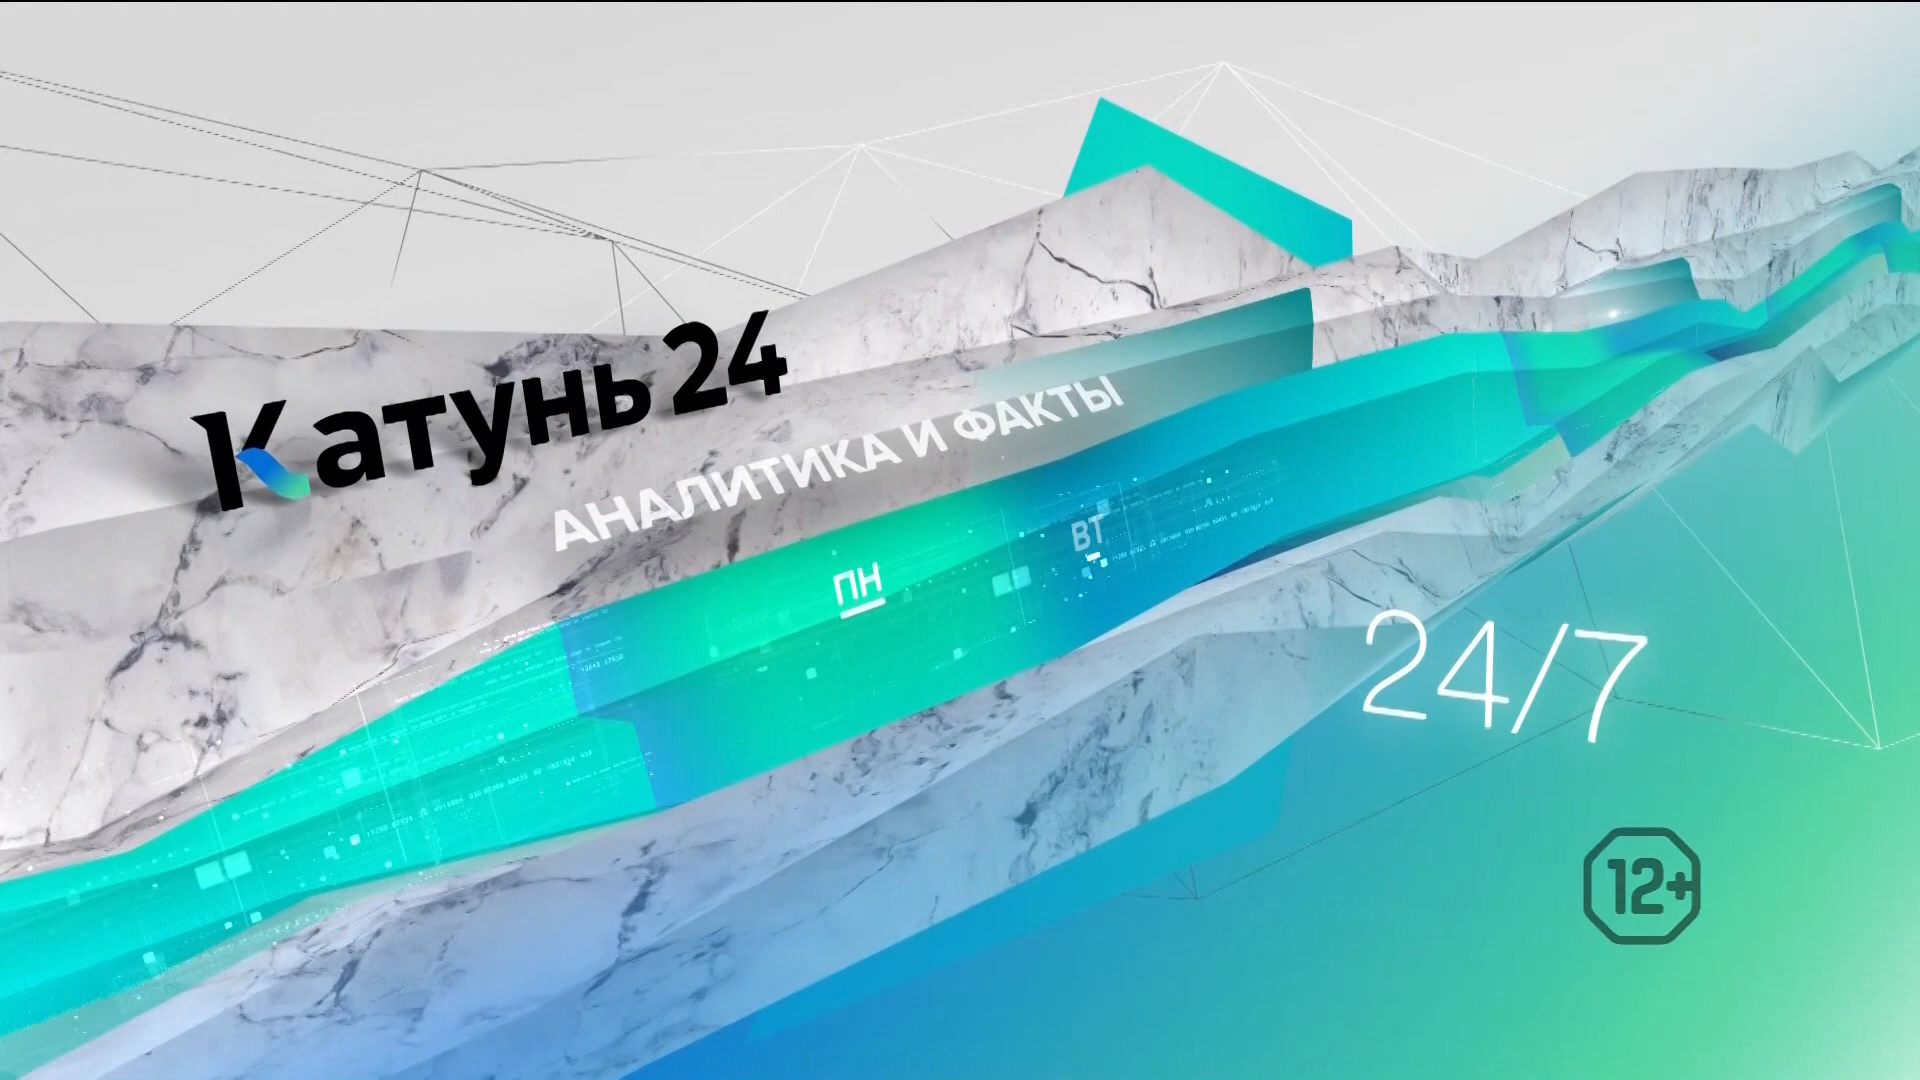 Катунь 24
АНАЛИТИКА И ФАКТЫ
ПН
ВТ
24/7
12+